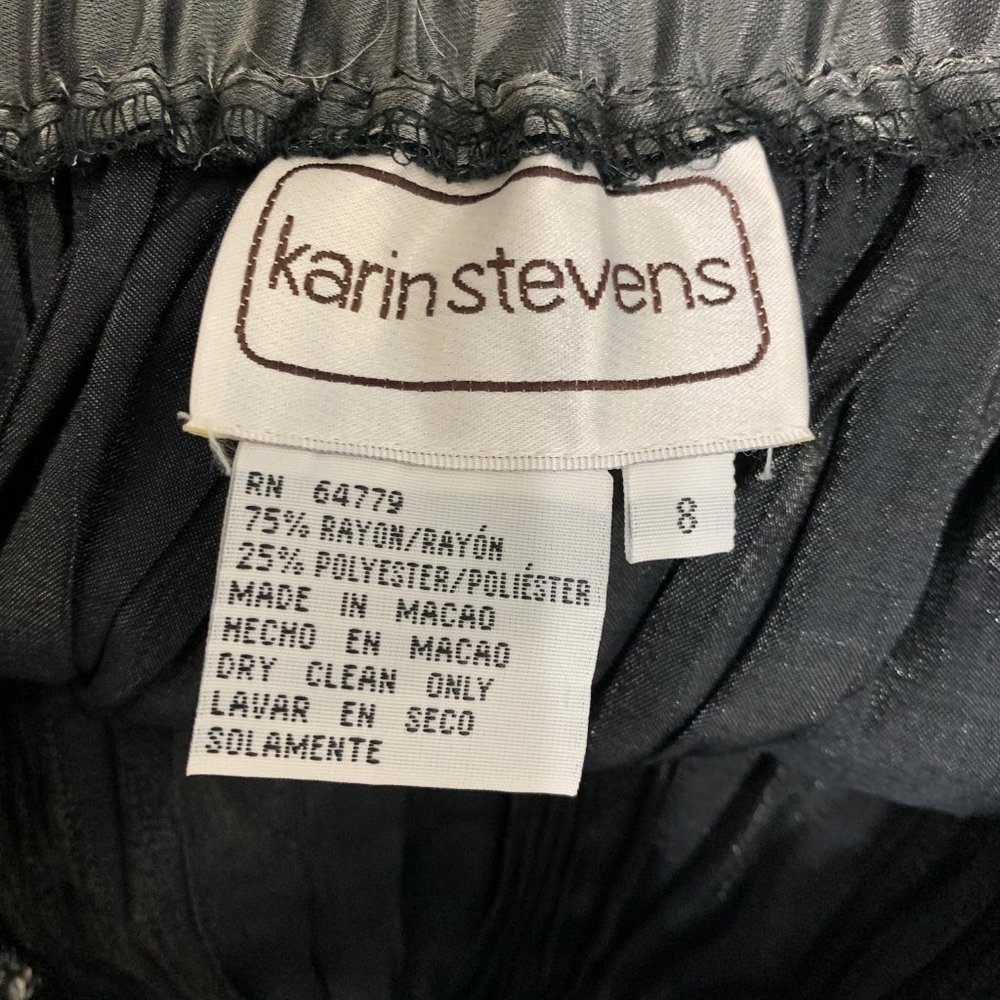 karin stevens
RN 64779
75% RAYON/RAYÓN
25% POLYESTER/POLIÉSTER
MADE IN MACAO
HECHO EN MACAO
DRY CLEAN ONLY
LAVAR EN SECO
SOLAMENTE
8